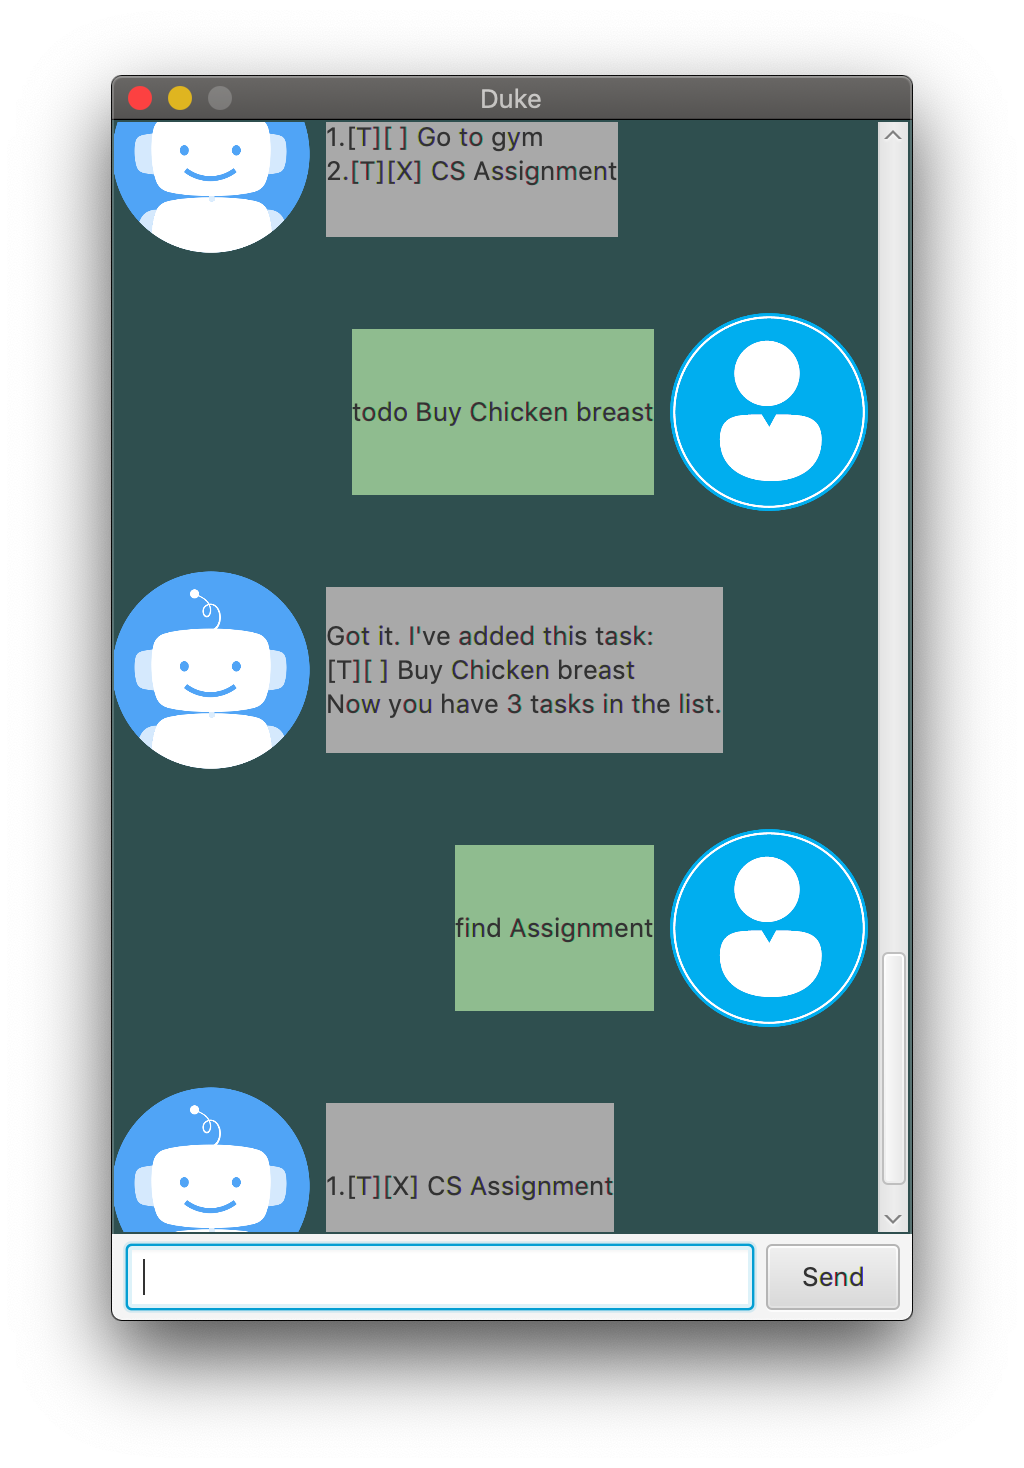 Duke
1.[T][ ] Go to gym
2.[T][X] CS Assignment
todo Buy Chicken breast
Got it. I've added this task:
[T][ ] Buy Chicken breast
Now you have 3 tasks in the list.
find Assignment
1.[T][X] CS Assignment
Send